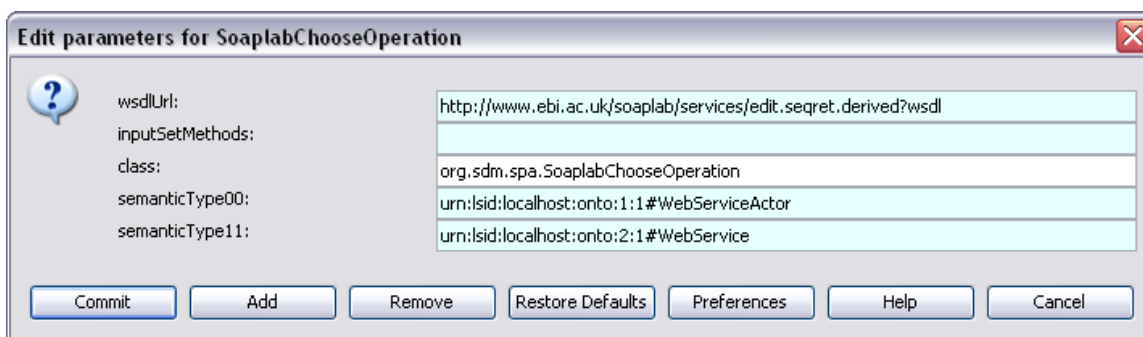 Edit parameters for SoaplabChooseOperation
wsdlUrl: http://www.ebi.ac.uk/soaplab/services/edit.seqret.derived?wsdl
inputSetMethods:
class: org.sdm.spa.SoaplabChooseOperation
semanticType00: urn:lsid:localhost:onto:1:1#WebServiceActor
semanticType11: urn:lsid:localhost:onto:2:1#WebService
Commit Add Remove Restore Defaults Preferences Help Cancel